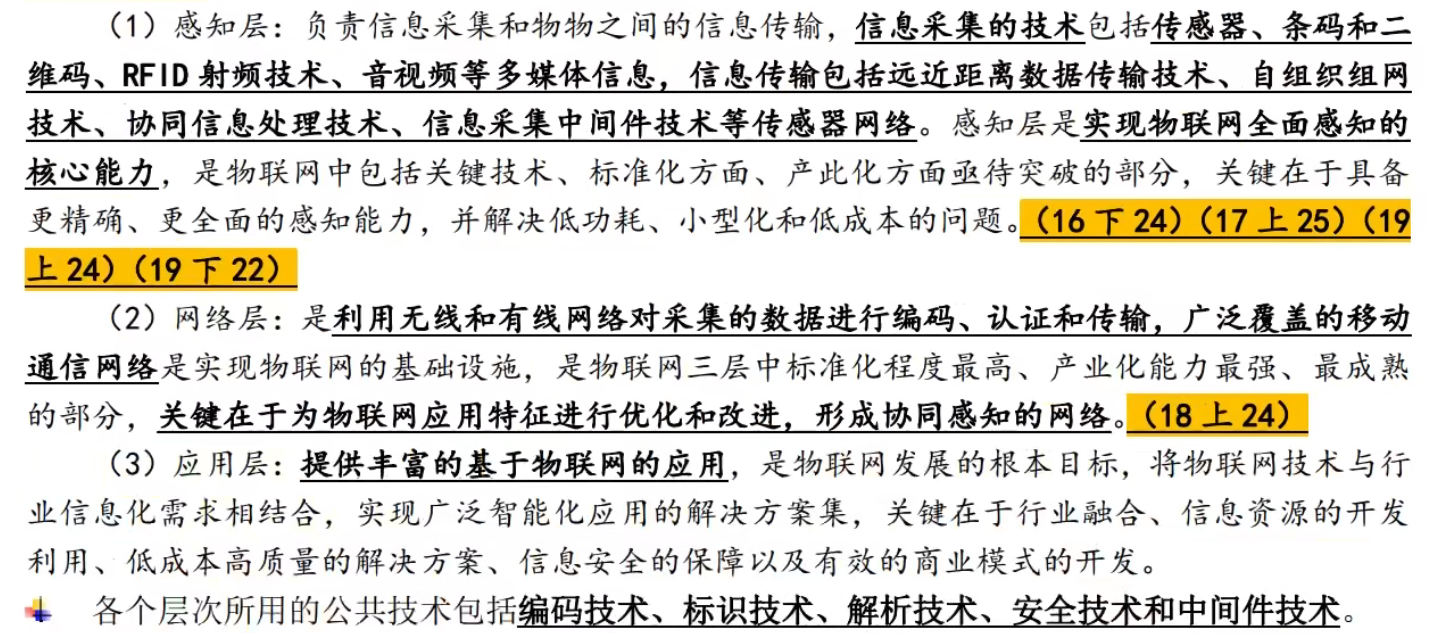 （1）感知层：负责信息采集和物物之间的信息传输，信息采集的技术包括传感器、条码和二
维码、RFID 射频技术、音视频等多媒体信息，信息传输包括远近距离数据传输技术、自组织组网
技术、协同信息处理技术、信息采集中间件技术等传感器网络。感知层是实现物联网全面感知的
核心能力，是物联网中包括关键技术、标准化方面、产此化方面亟待突破的部分，关键在于具备
更精确、更全面的感知能力，并解决低功耗、小型化和低成本的问题。（16 下 24）（17 上 25）（19
上 24）（19 下 22）
（2）网络层：是利用无线和有线网络对采集的数据进行编码、认证和传输，广泛覆盖的移动
通信网络是实现物联网的基础设施，是物联网三层中标准化程度最高、产业化能力最强、最成熟
的部分，关键在于为物联网应用特征进行优化和改进，形成协同感知的网络。（18 上 24）
（3）应用层：提供丰富的基于物联网的应用，是物联网发展的根本目标，将物联网技术与行
业信息化需求相结合，实现广泛智能化应用的解决方案集，关键在于行业融合、信息资源的开发
利用、低成本高质量的解决方案、信息安全的保障以及有效的商业模式的开发。
各个层次所用的公共技术包括编码技术、标识技术、解析技术、安全技术和中间件技术。